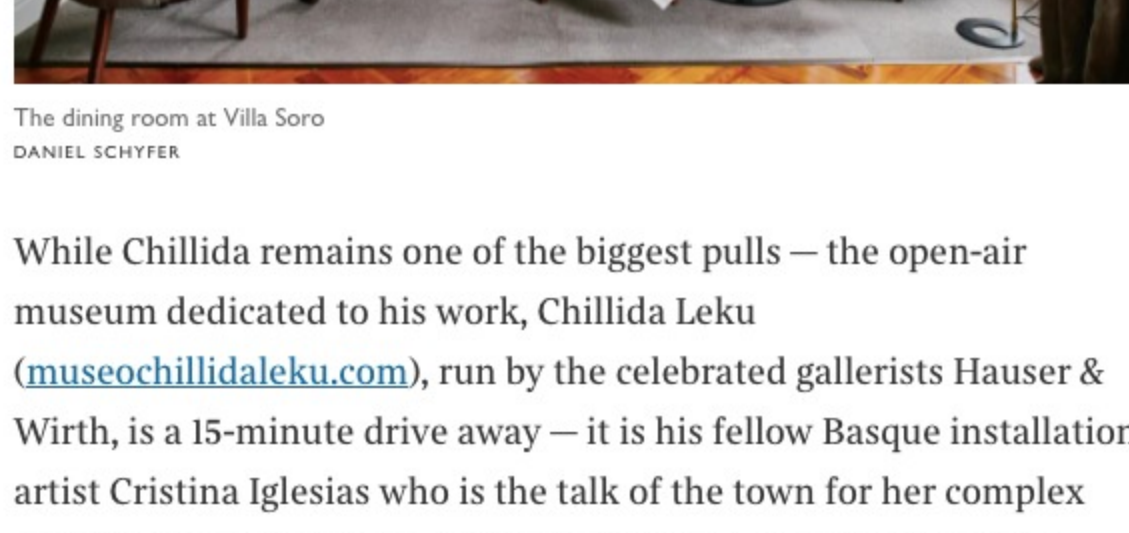 The dining room at Villa Soro
DANIEL SCHYFER
While Chillida remains one of the biggest pulls — the open-air
museum dedicated to his work, Chillida Leku
(museochillidaleku.com), run by the celebrated gallerists Hauser &
Wirth, is a 15-minute drive away — it is his fellow Basque installation
artist Cristina Iglesias who is the talk of the town for her complex